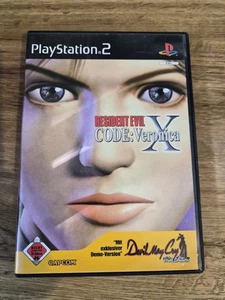 PlayStation 2
RESIDENT EVIL
CODE: Veronica X
CAPCOM
"Mit
exklusiver
Demo-Version"
Devil May Cry